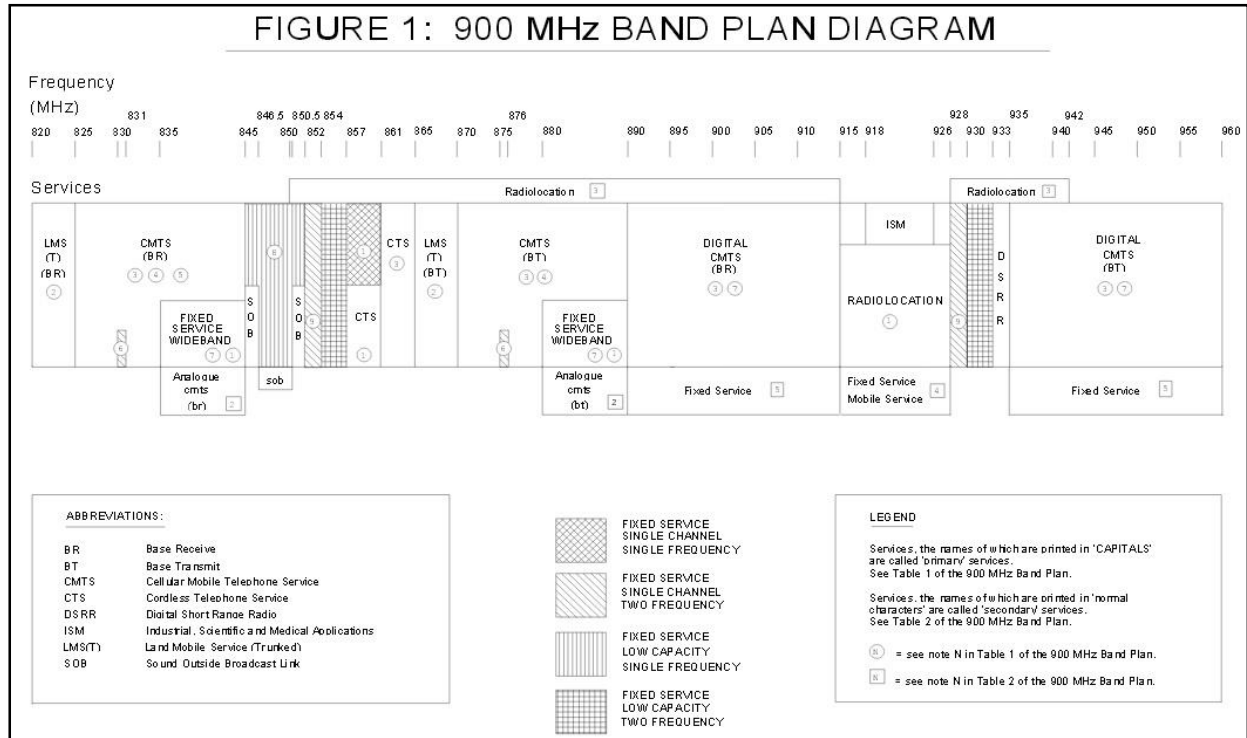 FIGURE 1: 900 MHz BAND PLAN DIAGRAM
Frequency
(MHz)
831 846.5 850.5 854 876 928 935 942
820 825 830 835 845 850 852 857 861 865 870 875 880 890 895 900 905 910 915 918 926 930 933 940 945 950 955 960
Services
Radiolocation 3
Radiolocation 3
LMS
(T)
(BR)
2
CMTS
(BR)
3 4 5
6
FIXED
SERVICE
WIDEBAND
7 1
Analogue
cmts
(br) 2
8
SOB
SOB
sob
9
1
CTS
1
CTS
3
LMS
(T)
(BT)
2
CMTS
(BT)
3 4
6
FIXED
SERVICE
WIDEBAND
7
Analogue
cmts
(bt) 2
DIGITAL
CMTS
(BR)
3 7
Fixed Service 5
ISM
RADIOLOCATION
1
Fixed Service
Mobile Service 4
9
DSRR
DIGITAL
CMTS
(BT)
3 7
Fixed Service 5
ABBREVIATIONS:
BR Base Receive
BT Base Transmit
CMTS Cellular Mobile Telephone Service
CTS Cordless Telephone Service
DSRR Digital Short Range Radio
ISM Industrial, Scientific and Medical Applications
LMS(T) Land Mobile Service (Trunked)
SOB Sound Outside Broadcast Link
FIXED SERVICE
SINGLE CHANNEL
SINGLE FREQUENCY
FIXED SERVICE
SINGLE CHANNEL
TWO FREQUENCY
FIXED SERVICE
LOW CAPACITY
SINGLE FREQUENCY
FIXED SERVICE
LOW CAPACITY
TWO FREQUENCY
LEGEND
Services, the names of which are printed in 'CAPITALS'
are called 'primary' services.
See Table 1 of the 900 MHz Band Plan.
Services, the names of which are printed in 'normal
characters' are called 'secondary' services.
See Table 2 of the 900 MHz Band Plan.
N = see note N in Table 1 of the 900 MHz Band Plan.
N = see note N in Table 2 of the 900 MHz Band Plan.